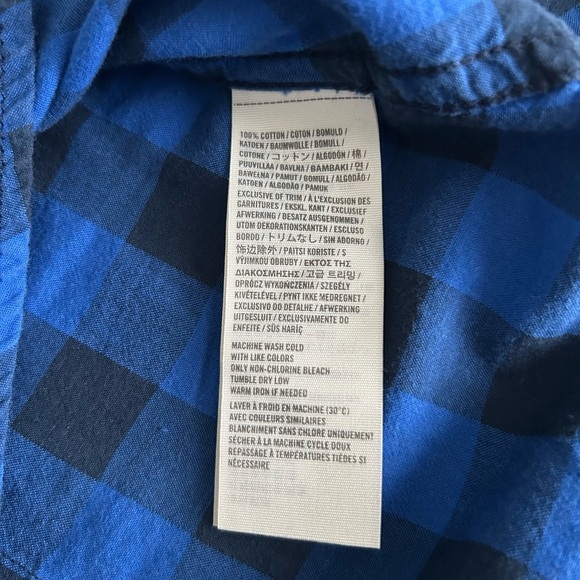 100% COTTON / COTON / BOMULD /
KATOEN / BAUMWOLLE / BOMULL /
COTONE / コットン / ALGODÓN / 棉 /
PUUVILLAA / BAVLNA / ΒΑΜΒΑΚΙ / 면 /
BAWEŁNA / PAMUT / BOMULL / ALGODÃO /
KATOEN / ALGODÃO / PAMUK
EXCLUSIVE OF TRIM / À L'EXCLUSION DES
GARNITURES / EKSKL. KANT / EXCLUSIEF
AFWERKING / BESATZ AUSGENOMMEN /
UTOM DEKORATIONSKANTEN / ESCLUSO
BORDO / トリムなし / SIN ADORNO /
饰边除外 / PAITSI KORISTE / S
VÝJIMKOU OBRUBY / ΕΚΤΟΣ ΤΗΣ
ΔΙΑΚΟΣΜΗΣΗΣ / 고급 트리밍 /
OPRÓCZ WYKOŃCZENIA / SZEGÉLY
KIVÉTELÉVEL / PYNT IKKE MEDREGNET /
EXCLUSIVO DO DETALHE / AFWERKING
UITGESLUIT / EXCLUSIVAMENTE DO
ENFEITE / SÜS HARİÇ
MACHINE WASH COLD
WITH LIKE COLORS
ONLY NON-CHLORINE BLEACH
TUMBLE DRY LOW
WARM IRON IF NEEDED
LAVER À FROID EN MACHINE (30°C)
AVEC COULEURS SIMILAIRES
BLANCHIMENT SANS CHLORE UNIQUEMENT
SÉCHER À LA MACHINE CYCLE DOUX
REPASSAGE À TEMPÉRATURES TIÈDES SI
NÉCESSAIRE